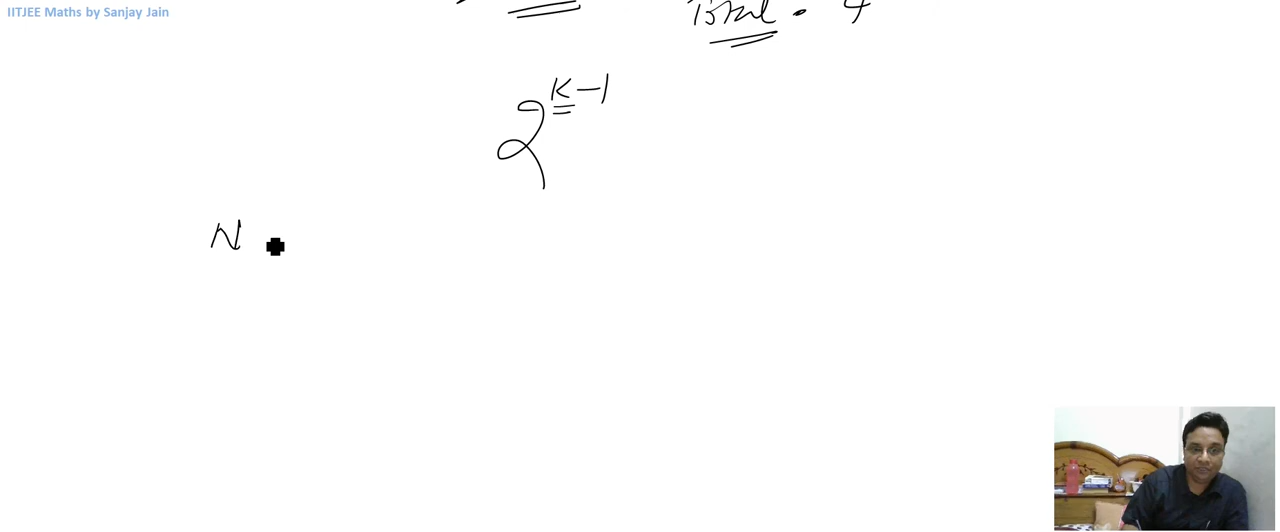 IITJEE Maths by Sanjay Jain
Total = 4
2^{K-1}
N